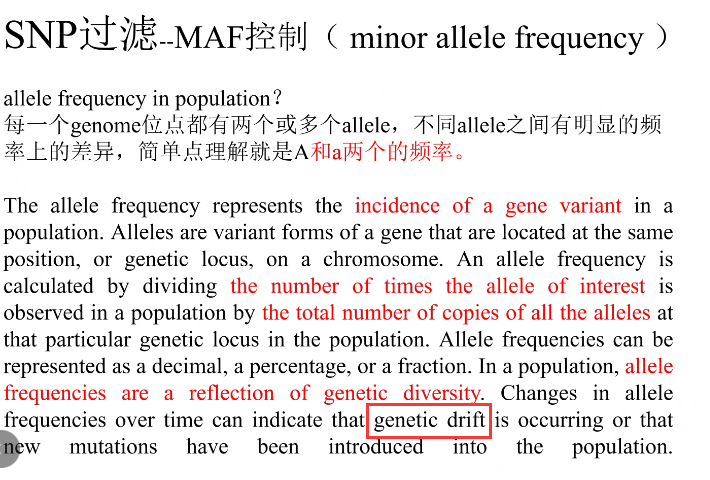 SNP过滤--MAF控制（ minor allele frequency ）
allele frequency in population？
每一个genome位点都有两个或多个allele，不同allele之间有明显的频
率上的差异，简单点理解就是A和a两个的频率。
The allele frequency represents the incidence of a gene variant in a
population. Alleles are variant forms of a gene that are located at the same
position, or genetic locus, on a chromosome. An allele frequency is
calculated by dividing the number of times the allele of interest is
observed in a population by the total number of copies of all the alleles at
that particular genetic locus in the population. Allele frequencies can be
represented as a decimal, a percentage, or a fraction. In a population, allele
frequencies are a reflection of genetic diversity. Changes in allele
frequencies over time can indicate that genetic drift is occurring or that
new mutations have been introduced into the population.